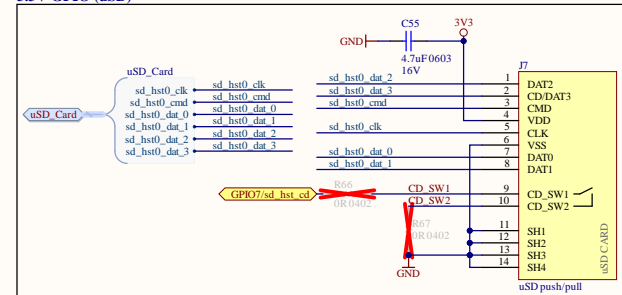 C55
3V3
GND
4.7uF 0603
16V
J7
uSD_Card
sd_hst0_clk sd_hst0_clk
sd_hst0_cmd sd_hst0_cmd
sd_hst0_dat_0 sd_hst0_dat_0
sd_hst0_dat_1 sd_hst0_dat_1
sd_hst0_dat_2 sd_hst0_dat_2
sd_hst0_dat_3 sd_hst0_dat_3
uSD_Card
sd_hst0_dat_2 1 DAT2
sd_hst0_dat_3 2 CD/DAT3
sd_hst0_cmd 3 CMD
4 VDD
sd_hst0_clk 5 CLK
6 VSS
sd_hst0_dat_0 7 DAT0
sd_hst0_dat_1 8 DAT1
GPIO7/sd_hst_cd R66 CD_SW1 9 CD_SW1
0R 0402 CD_SW2 10 CD_SW2
R67
0R 0402
11 SH1
12 SH2
13 SH3
14 SH4
GND
uSD CARD
uSD push/pull